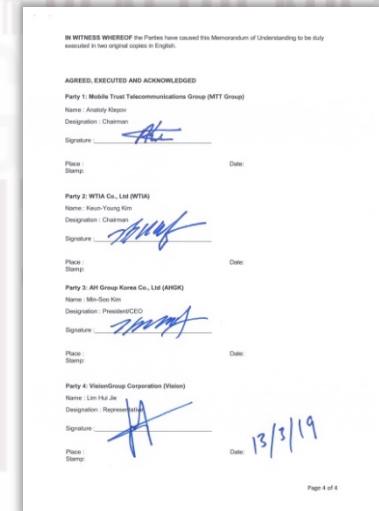 IN WITNESS WHEREOF the Parties have caused this Memorandum of Understanding to be duly
executed in two original copies in English.
AGREED, EXECUTED AND ACKNOWLEDGED
Party 1: Mobile Trust Telecommunications Group (MTT Group)
Name : Anatoly Klepov
Designation : Chairman
Signature :
Place :
Date:
Stamp:
Party 2: WTIA Co., Ltd (WTIA)
Name : Keun-Young Kim
Designation : Chairman
Signature :
Place :
Date:
Stamp:
Party 3: AH Group Korea Co., Ltd (AHGK)
Name : Min-Soo Kim
Designation : President/CEO
Signature :
Place :
Date:
Stamp:
Party 4: VisionGroup Corporation (Vision)
Name : Lim Hui Jie
Designation : Representative
Signature :
Place :
Date: 13/3/19
Stamp:
Page 4 of 4